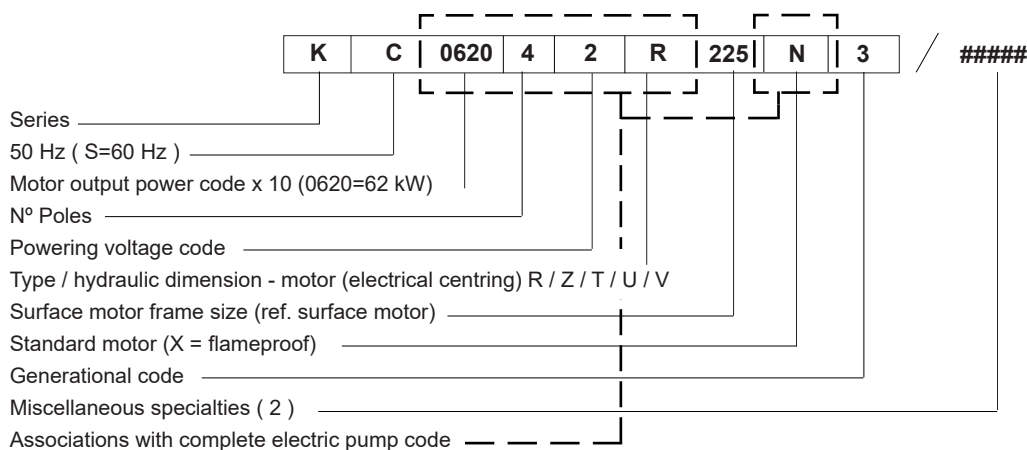 K C 0620 4 2 R 225 N 3 / #####
Series
50 Hz ( S=60 Hz )
Motor output power code x 10 (0620=62 kW)
Nº Poles
Powering voltage code
Type / hydraulic dimension - motor (electrical centring) R / Z / T / U / V
Surface motor frame size (ref. surface motor)
Standard motor (X = flameproof)
Generational code
Miscellaneous specialties ( 2 )
Associations with complete electric pump code